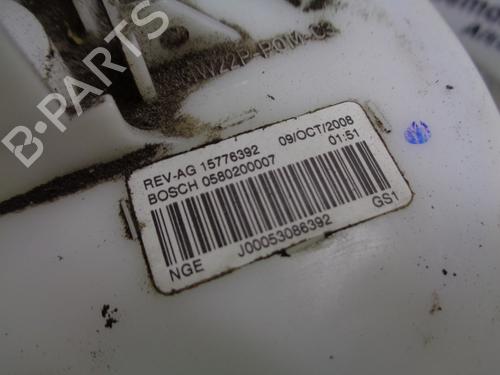 B-PARTS
REV-AG 15776392 09/OCT/2008
BOSCH 0580200007 01:51
J00053086392
NGE GS1